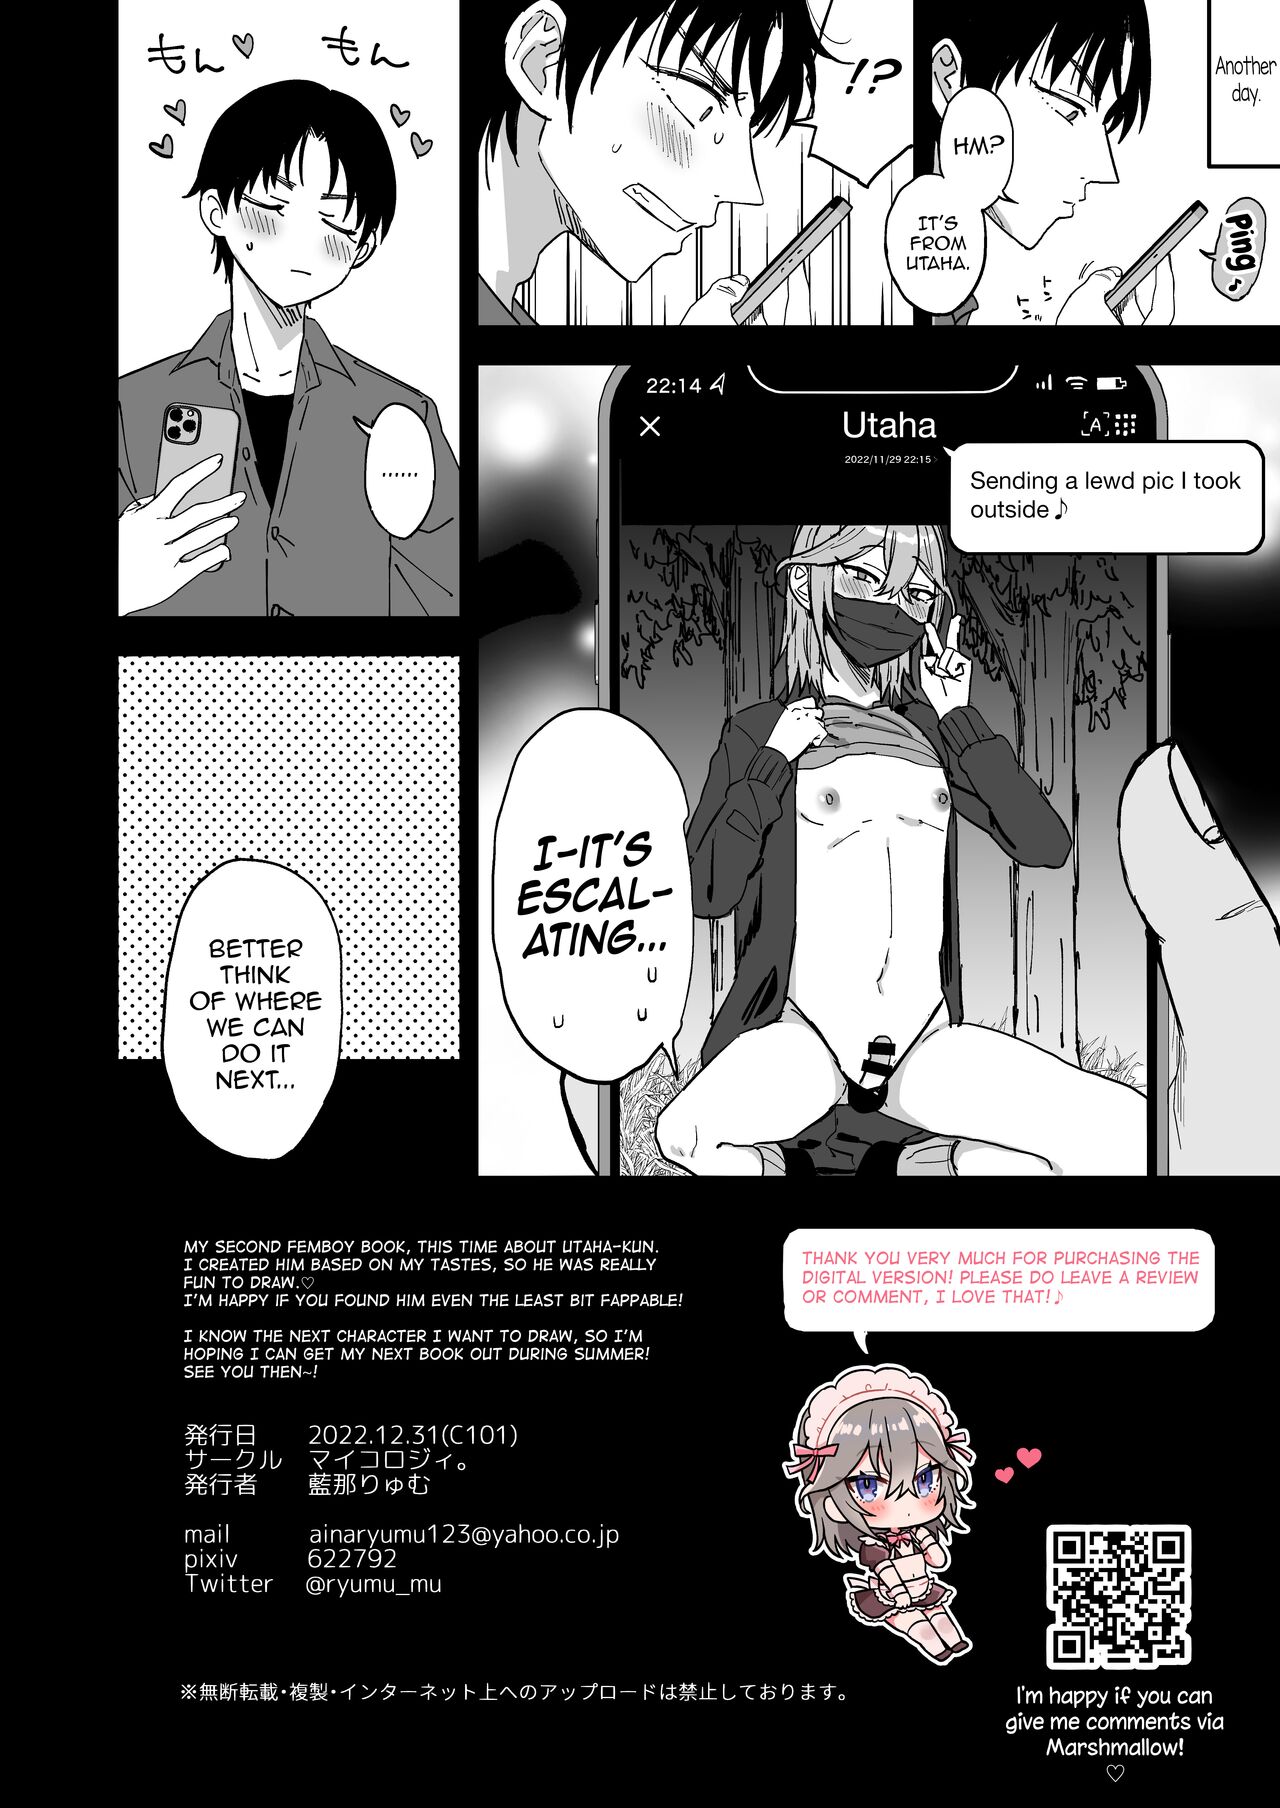 Another
day.
Ping♪
HM?
IT'S
FROM
UTAHA.
トン
トッ
!?
22:14
Utaha
2022/11/29 22:15
[A]
Sending a lewd pic I took
outside♪
I-IT'S
ESCAL-
ATING...
もん♡
もん
......
BETTER
THINK
OF WHERE
WE CAN
DO IT
NEXT...
MY SECOND FEMBOY BOOK, THIS TIME ABOUT UTAHA-KUN.
I CREATED HIM BASED ON MY TASTES, SO HE WAS REALLY
FUN TO DRAW.♡
I'M HAPPY IF YOU FOUND HIM EVEN THE LEAST BIT FAPPABLE!
I KNOW THE NEXT CHARACTER I WANT TO DRAW, SO I'M
HOPING I CAN GET MY NEXT BOOK OUT DURING SUMMER!
SEE YOU THEN~!
THANK YOU VERY MUCH FOR PURCHASING THE
DIGITAL VERSION! PLEASE DO LEAVE A REVIEW
OR COMMENT, I LOVE THAT!♪
発行日 2022.12.31(C101)
サークル マイコロジィ。
発行者 藍那りゅむ
mail ainaryumu123@yahoo.co.jp
pixiv 622792
Twitter @ryumu_mu
※無断転載・複製・インターネット上へのアップロードは禁止しております。
I'm happy if you can
give me comments via
Marshmallow!
♡